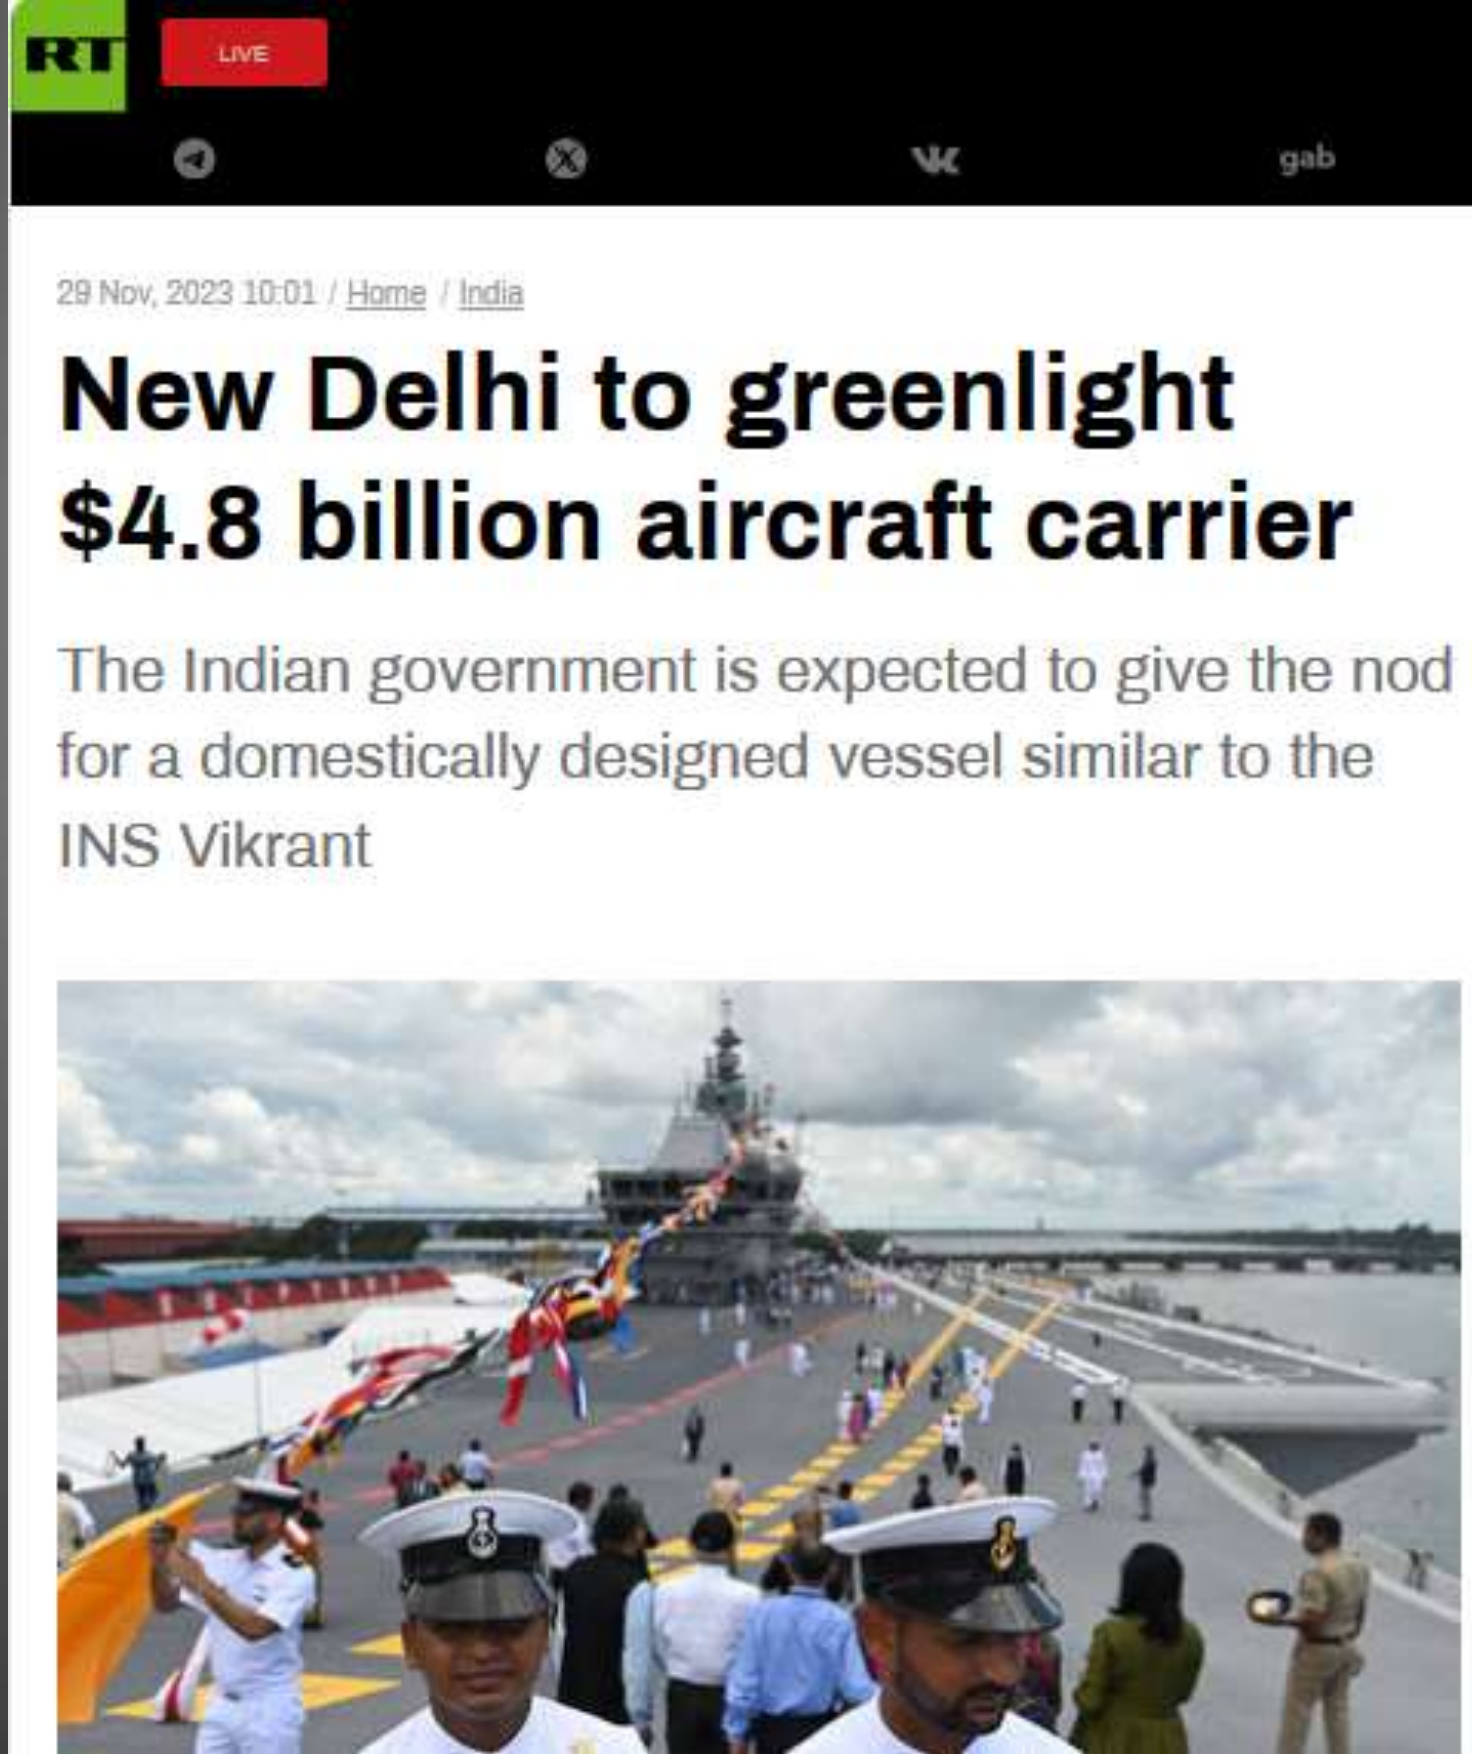 RT
LIVE
gab
29 Nov, 2023 10:01 / Home / India
New Delhi to greenlight
$4.8 billion aircraft carrier
The Indian government is expected to give the nod
for a domestically designed vessel similar to the
INS Vikrant